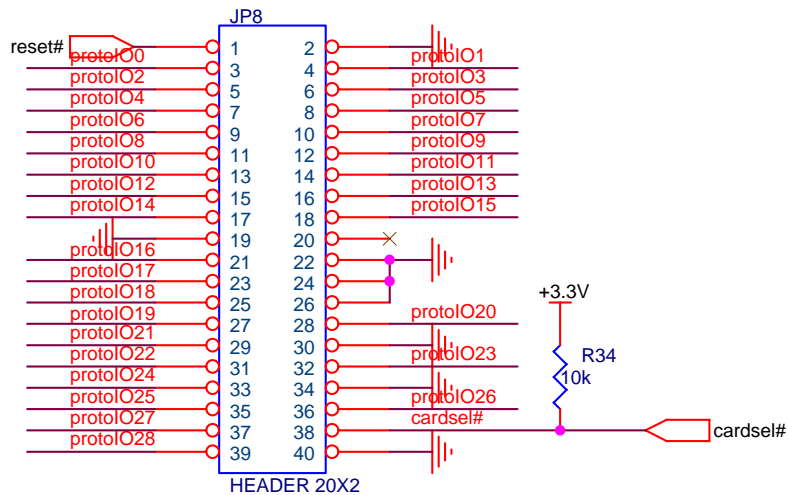 JP8
reset# 1 2
protoIO0 3 4 protoIO1
protoIO2 5 6 protoIO3
protoIO4 7 8 protoIO5
protoIO6 9 10 protoIO7
protoIO8 11 12 protoIO9
protoIO10 13 14 protoIO11
protoIO12 15 16 protoIO13
protoIO14 17 18 protoIO15
19 20
protoIO16 21 22
protoIO17 23 24
protoIO18 25 26
protoIO19 27 28 protoIO20
protoIO21 29 30
protoIO22 31 32 protoIO23
protoIO24 33 34
protoIO25 35 36 protoIO26
protoIO27 37 38 cardsel#
protoIO28 39 40
HEADER 20X2
+3.3V
R34
10k
cardsel#